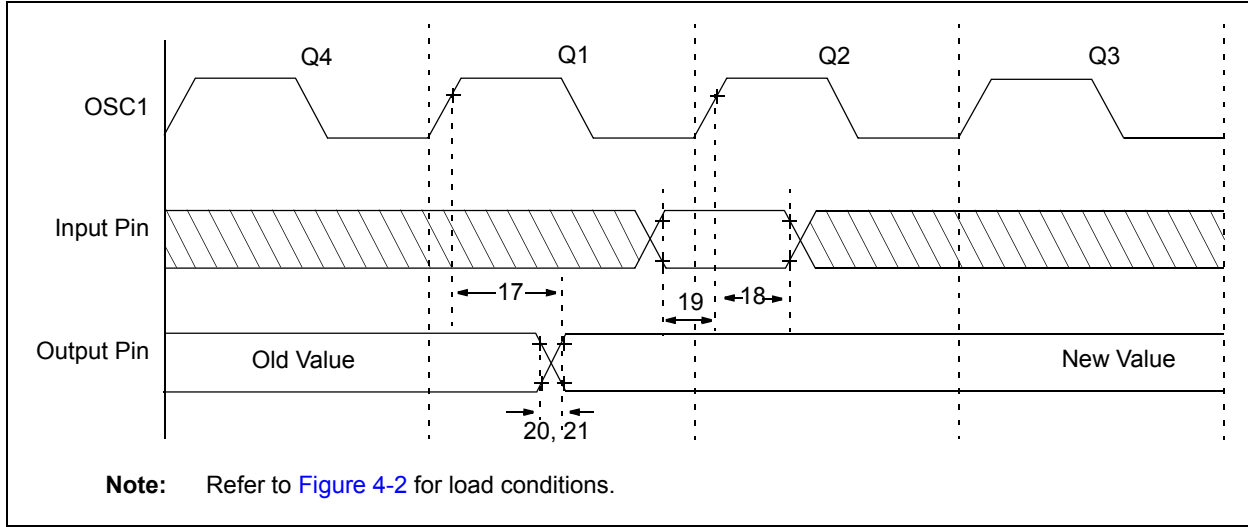 Q4 Q1 Q2 Q3
OSC1
Input Pin
17
19
18
Output Pin
Old Value
New Value
20, 21
Note: Refer to Figure 4-2 for load conditions.